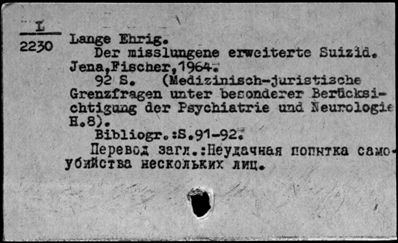 L
2230
Lange Ehrig.
Der misslungene erweiterte Suizid.
Jena,Fischer,1964.
92 S. (Medizinisch-juristische
Grenzfragen unter besonderer Berücksi-
chtigung der Psychiatrie und Neurologie
H.8).
Bibliogr.:S.91-92.
Перевод загл.:Неудачная попытка само-
убийства нескольких лиц.